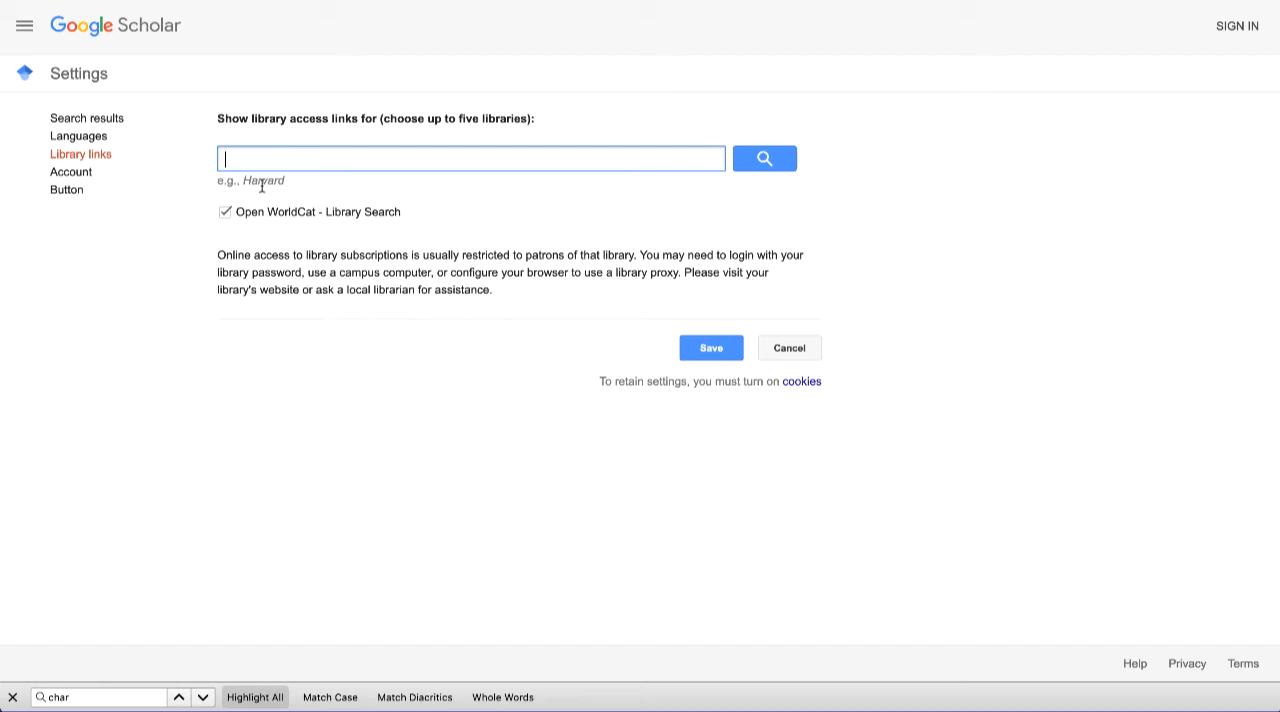 Google Scholar
SIGN IN
Settings
Search results
Languages
Library links
Account
Button
Show library access links for (choose up to five libraries):
e.g., Harvard
Open WorldCat - Library Search
Online access to library subscriptions is usually restricted to patrons of that library. You may need to login with your
library password, use a campus computer, or configure your browser to use a library proxy. Please visit your
library's website or ask a local librarian for assistance.
Save
Cancel
To retain settings, you must turn on cookies
Help
Privacy
Terms
char
Highlight All
Match Case
Match Diacritics
Whole Words